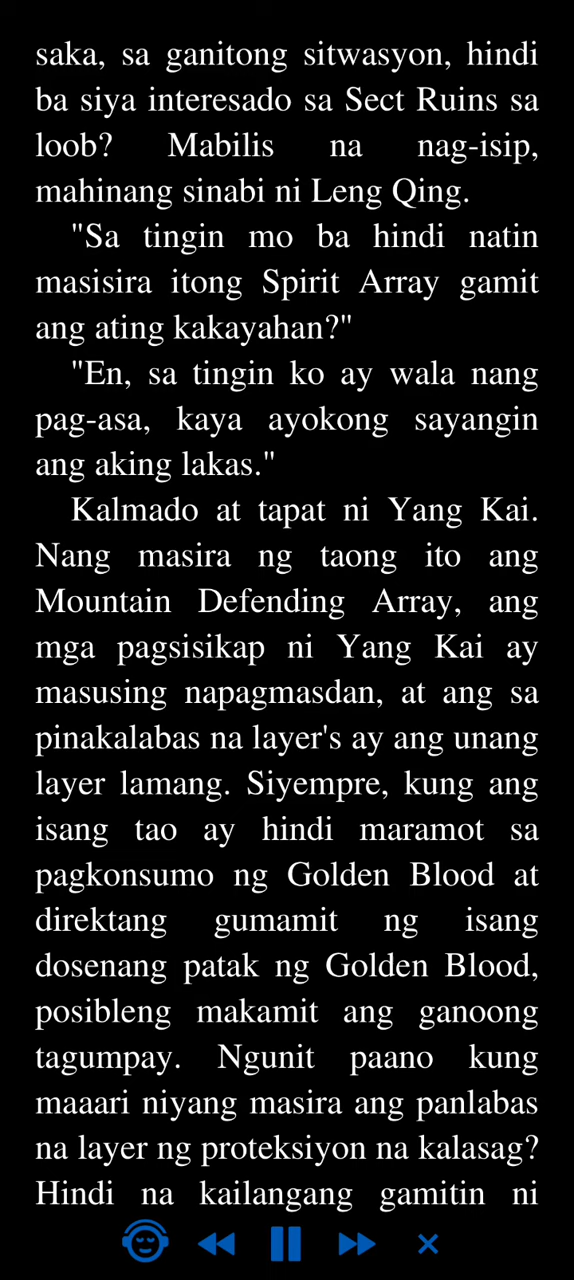 saka, sa ganitong sitwasyon, hindi
ba siya interesado sa Sect Ruins sa
loob? Mabilis na nag-isip,
mahinang sinabi ni Leng Qing.
"Sa tingin mo ba hindi natin
masisira itong Spirit Array gamit
ang ating kakayahan?"
"En, sa tingin ko ay wala nang
pag-asa, kaya ayokong sayangin
ang aking lakas."
Kalmado at tapat ni Yang Kai.
Nang masira ng taong ito ang
Mountain Defending Array, ang
mga pagsisikap ni Yang Kai ay
masusing napagmasdan, at ang sa
pinakalabas na layer's ay ang unang
layer lamang. Siyempre, kung ang
isang tao ay hindi maramot sa
pagkonsumo ng Golden Blood at
direktang gumamit ng isang
dosenang patak ng Golden Blood,
posibleng makamit ang ganoong
tagumpay. Ngunit paano kung
maaari niyang masira ang panlabas
na layer ng proteksiyon na kalasag?
Hindi na kailangang gamitin ni